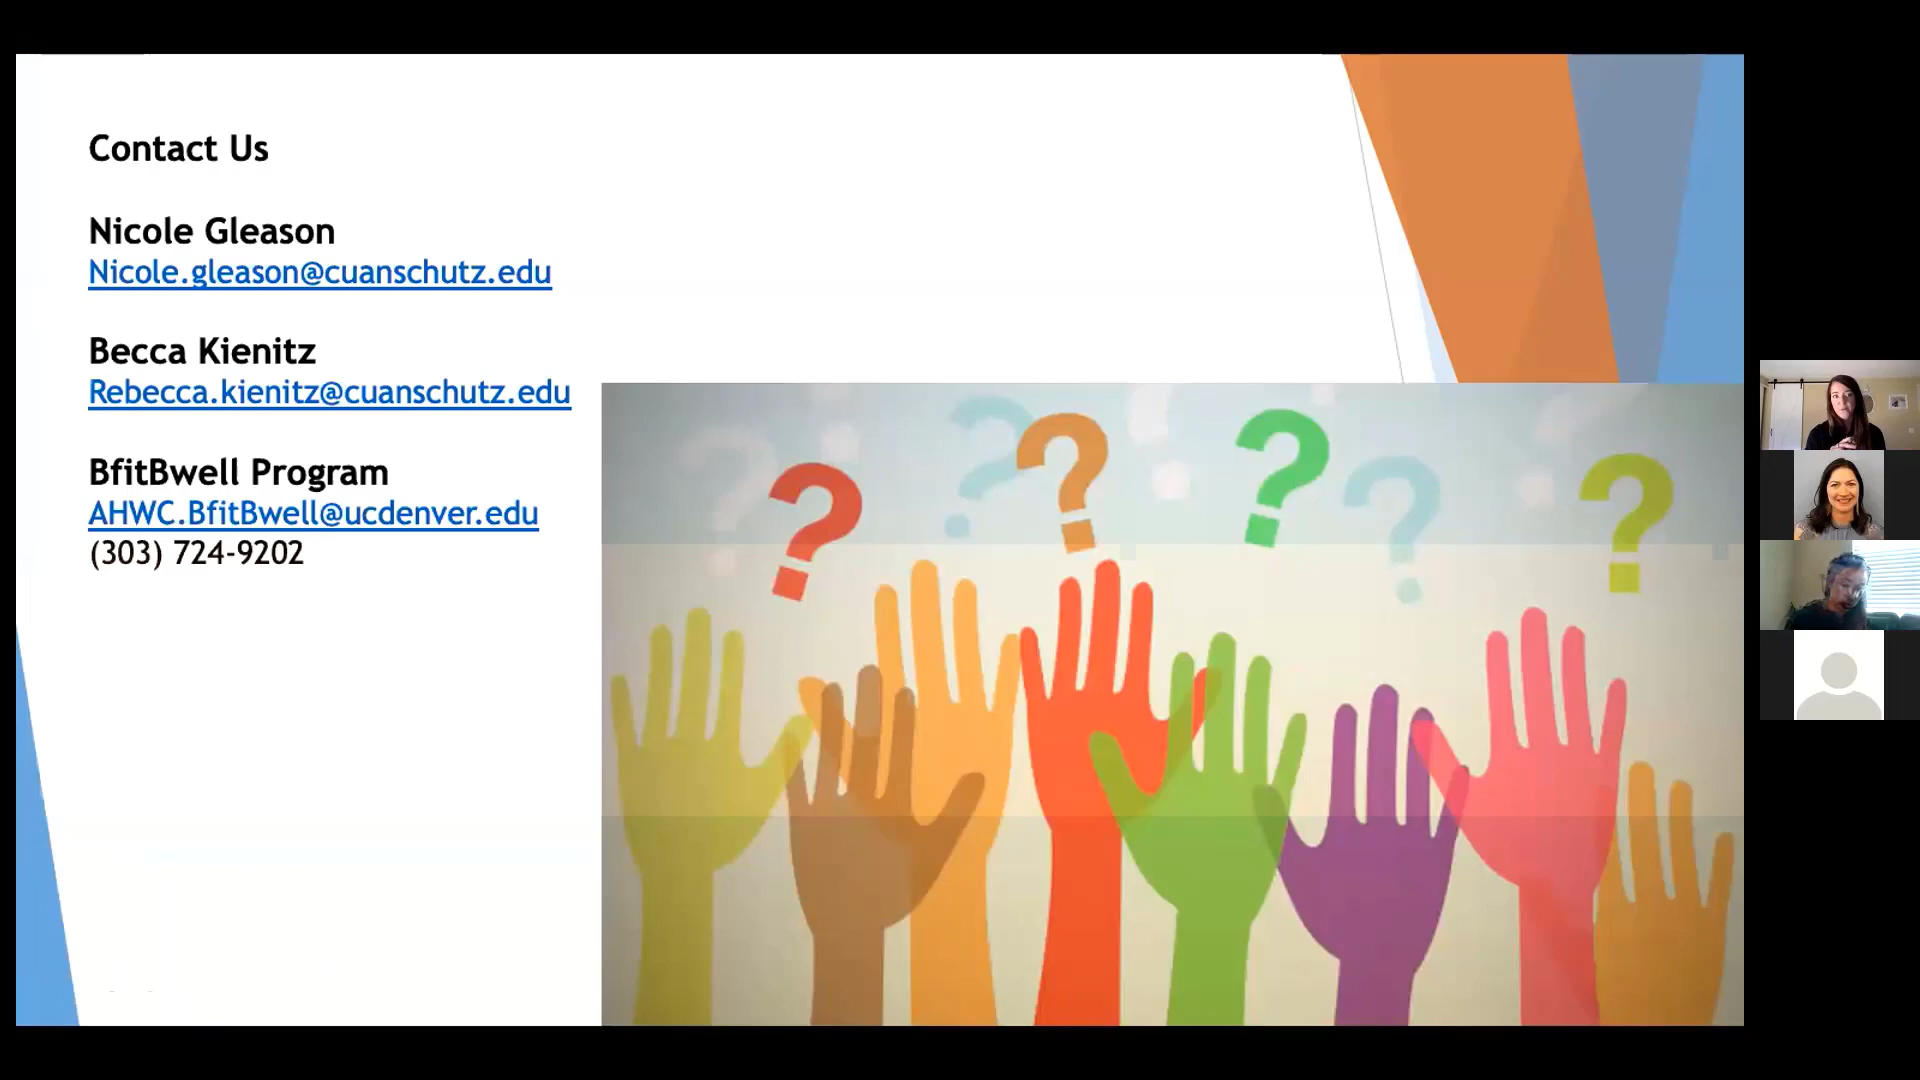 Contact Us
Nicole Gleason
Nicole.gleason@cuanschutz.edu
Becca Kienitz
Rebecca.kienitz@cuanschutz.edu
BfitBwell Program
AHWC.BfitBwell@ucdenver.edu
(303) 724-9202